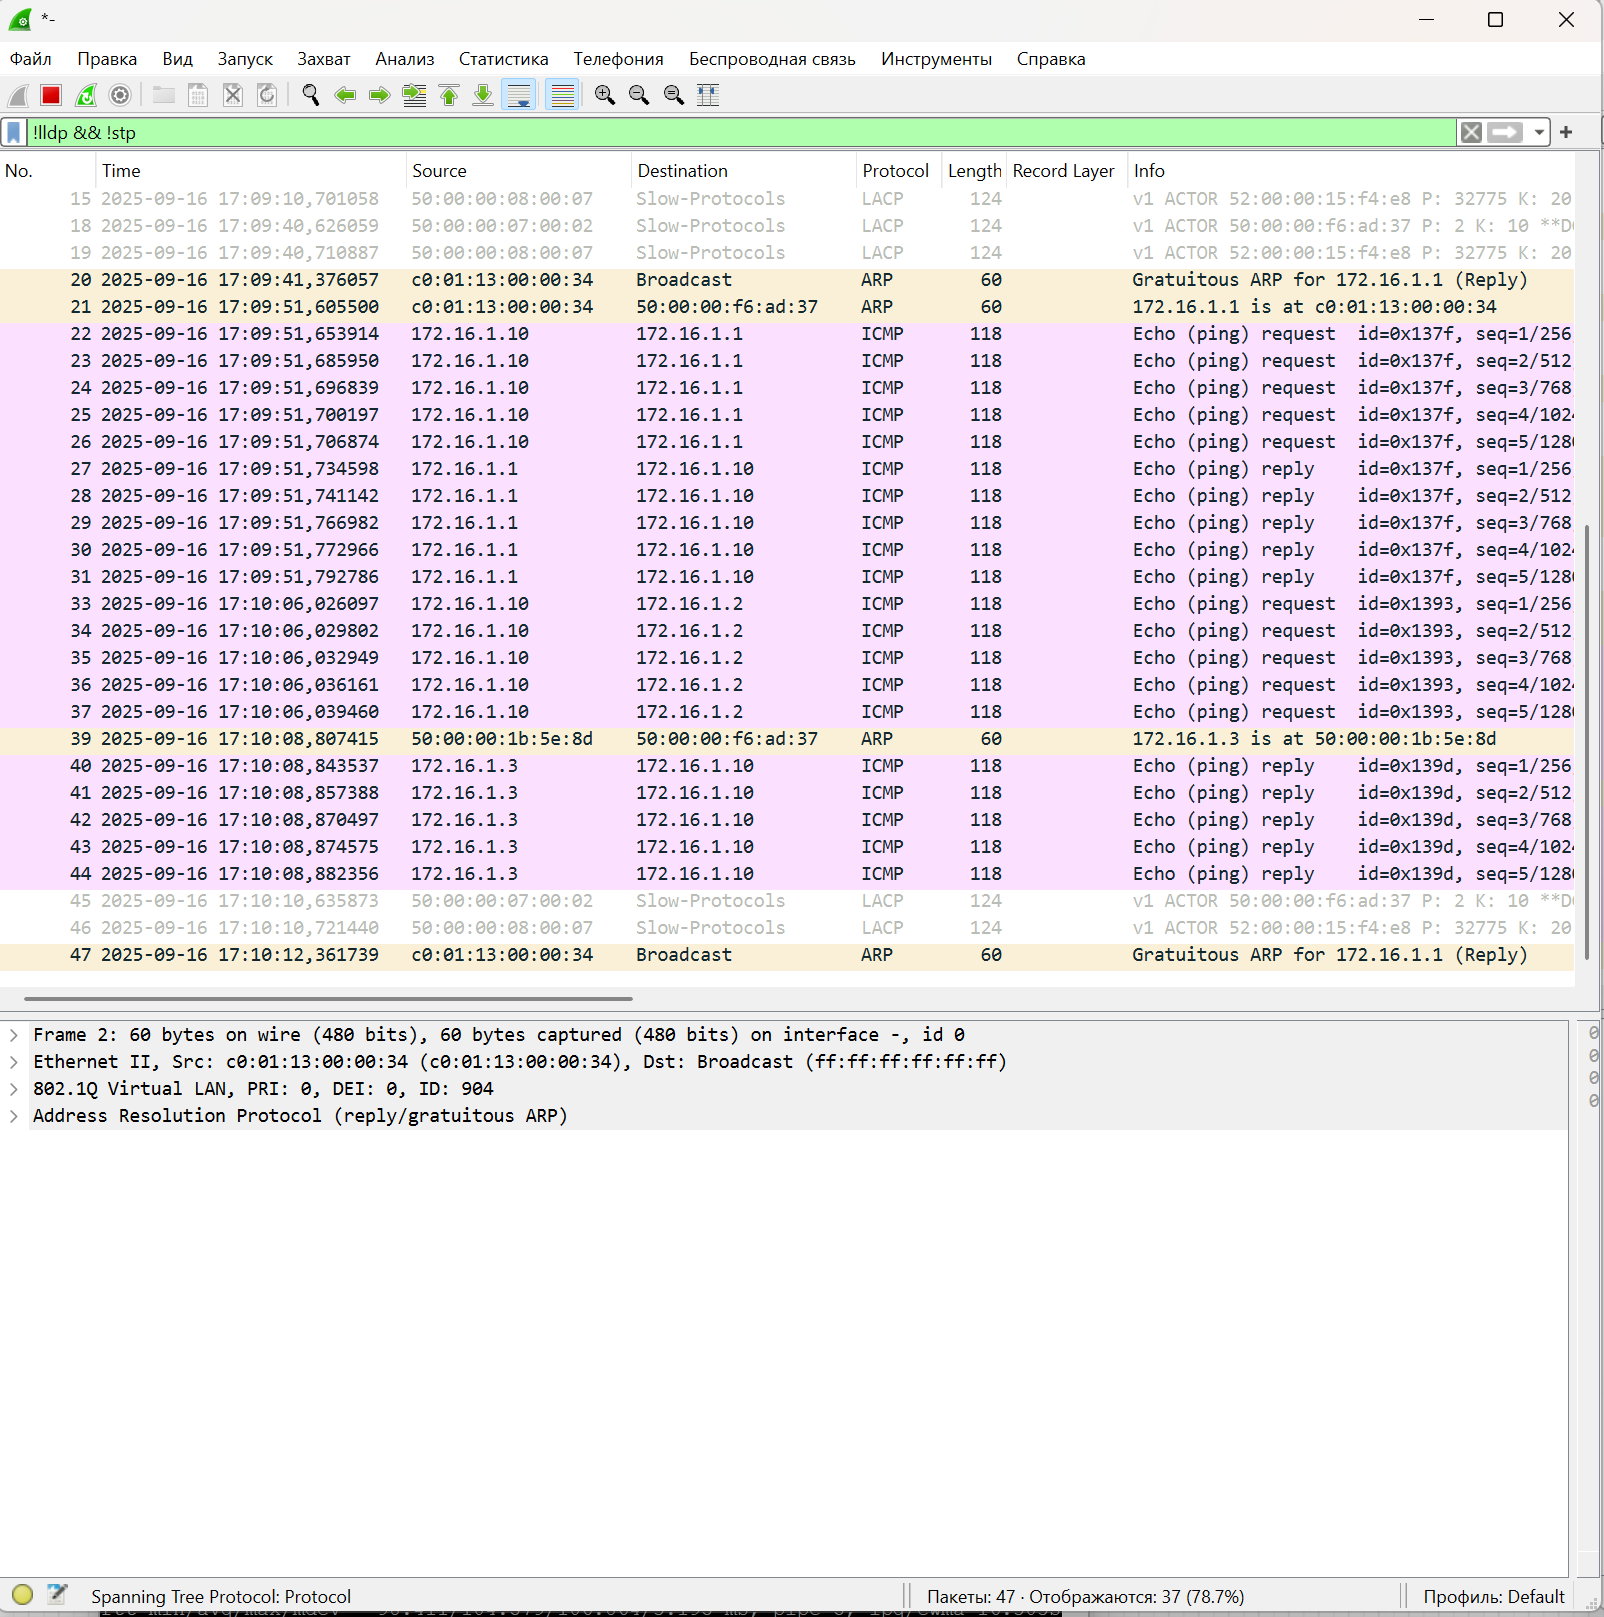 *-
Файл Правка Вид Запуск Захват Анализ Статистика Телефония Беспроводная связь Инструменты Справка
!lldp && !stp
No. Time Source Destination Protocol Length Record Layer Info
15 2025-09-16 17:09:10,701058 50:00:00:08:00:07 Slow-Protocols LACP 124 v1 ACTOR 52:00:00:15:f4:e8 P: 32775 K: 20
18 2025-09-16 17:09:40,626059 50:00:00:07:00:02 Slow-Protocols LACP 124 v1 ACTOR 50:00:00:f6:ad:37 P: 2 K: 10 **D
19 2025-09-16 17:09:40,710887 50:00:00:08:00:07 Slow-Protocols LACP 124 v1 ACTOR 52:00:00:15:f4:e8 P: 32775 K: 20
20 2025-09-16 17:09:41,376057 c0:01:13:00:00:34 Broadcast ARP 60 Gratuitous ARP for 172.16.1.1 (Reply)
21 2025-09-16 17:09:51,605500 c0:01:13:00:00:34 50:00:00:f6:ad:37 ARP 60 172.16.1.1 is at c0:01:13:00:00:34
22 2025-09-16 17:09:51,653914 172.16.1.10 172.16.1.1 ICMP 118 Echo (ping) request id=0x137f, seq=1/256
23 2025-09-16 17:09:51,685950 172.16.1.10 172.16.1.1 ICMP 118 Echo (ping) request id=0x137f, seq=2/512
24 2025-09-16 17:09:51,696839 172.16.1.10 172.16.1.1 ICMP 118 Echo (ping) request id=0x137f, seq=3/768
25 2025-09-16 17:09:51,700197 172.16.1.10 172.16.1.1 ICMP 118 Echo (ping) request id=0x137f, seq=4/1024
26 2025-09-16 17:09:51,706874 172.16.1.10 172.16.1.1 ICMP 118 Echo (ping) request id=0x137f, seq=5/1280
27 2025-09-16 17:09:51,734598 172.16.1.1 172.16.1.10 ICMP 118 Echo (ping) reply id=0x137f, seq=1/256
28 2025-09-16 17:09:51,741142 172.16.1.1 172.16.1.10 ICMP 118 Echo (ping) reply id=0x137f, seq=2/512
29 2025-09-16 17:09:51,766982 172.16.1.1 172.16.1.10 ICMP 118 Echo (ping) reply id=0x137f, seq=3/768
30 2025-09-16 17:09:51,772966 172.16.1.1 172.16.1.10 ICMP 118 Echo (ping) reply id=0x137f, seq=4/1024
31 2025-09-16 17:09:51,792786 172.16.1.1 172.16.1.10 ICMP 118 Echo (ping) reply id=0x137f, seq=5/1280
33 2025-09-16 17:10:06,026097 172.16.1.10 172.16.1.2 ICMP 118 Echo (ping) request id=0x1393, seq=1/256
34 2025-09-16 17:10:06,029802 172.16.1.10 172.16.1.2 ICMP 118 Echo (ping) request id=0x1393, seq=2/512
35 2025-09-16 17:10:06,032949 172.16.1.10 172.16.1.2 ICMP 118 Echo (ping) request id=0x1393, seq=3/768
36 2025-09-16 17:10:06,036161 172.16.1.10 172.16.1.2 ICMP 118 Echo (ping) request id=0x1393, seq=4/1024
37 2025-09-16 17:10:06,039460 172.16.1.10 172.16.1.2 ICMP 118 Echo (ping) request id=0x1393, seq=5/1280
39 2025-09-16 17:10:08,807415 50:00:00:1b:5e:8d 50:00:00:f6:ad:37 ARP 60 172.16.1.3 is at 50:00:00:1b:5e:8d
40 2025-09-16 17:10:08,843537 172.16.1.3 172.16.1.10 ICMP 118 Echo (ping) reply id=0x139d, seq=1/256
41 2025-09-16 17:10:08,857388 172.16.1.3 172.16.1.10 ICMP 118 Echo (ping) reply id=0x139d, seq=2/512
42 2025-09-16 17:10:08,870497 172.16.1.3 172.16.1.10 ICMP 118 Echo (ping) reply id=0x139d, seq=3/768
43 2025-09-16 17:10:08,874575 172.16.1.3 172.16.1.10 ICMP 118 Echo (ping) reply id=0x139d, seq=4/1024
44 2025-09-16 17:10:08,882356 172.16.1.3 172.16.1.10 ICMP 118 Echo (ping) reply id=0x139d, seq=5/1280
45 2025-09-16 17:10:10,635873 50:00:00:07:00:02 Slow-Protocols LACP 124 v1 ACTOR 50:00:00:f6:ad:37 P: 2 K: 10 **D
46 2025-09-16 17:10:10,721440 50:00:00:08:00:07 Slow-Protocols LACP 124 v1 ACTOR 52:00:00:15:f4:e8 P: 32775 K: 20
47 2025-09-16 17:10:12,361739 c0:01:13:00:00:34 Broadcast ARP 60 Gratuitous ARP for 172.16.1.1 (Reply)
Frame 2: 60 bytes on wire (480 bits), 60 bytes captured (480 bits) on interface -, id 0
Ethernet II, Src: c0:01:13:00:00:34 (c0:01:13:00:00:34), Dst: Broadcast (ff:ff:ff:ff:ff:ff)
802.1Q Virtual LAN, PRI: 0, DEI: 0, ID: 904
Address Resolution Protocol (reply/gratuitous ARP)
0
0
0
0
Spanning Tree Protocol: Protocol Пакеты: 47 · Отображаются: 37 (78.7%) Профиль: Default